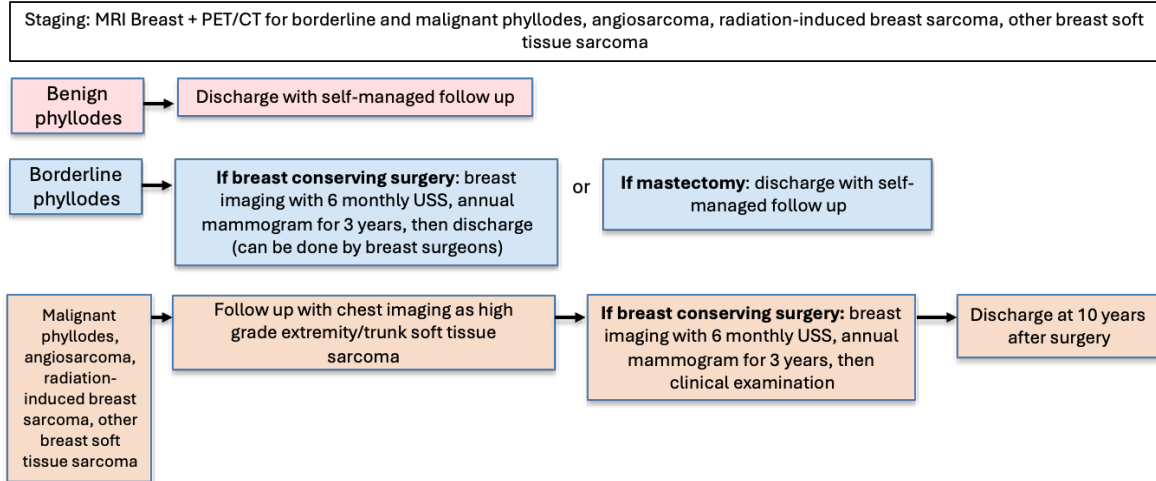 Staging: MRI Breast + PET/CT for borderline and malignant phyllodes, angiosarcoma, radiation-induced breast sarcoma, other breast soft
tissue sarcoma
Benign
phyllodes
Discharge with self-managed follow up
Borderline
phyllodes
If breast conserving surgery: breast
imaging with 6 monthly USS, annual
mammogram for 3 years, then discharge
(can be done by breast surgeons)
or
If mastectomy: discharge with self-
managed follow up
Malignant
phyllodes,
angiosarcoma,
radiation-
induced breast
sarcoma, other
breast soft
tissue sarcoma
Follow up with chest imaging as high
grade extremity/trunk soft tissue
sarcoma
If breast conserving surgery: breast
imaging with 6 monthly USS, annual
mammogram for 3 years, then
clinical examination
Discharge at 10 years
after surgery